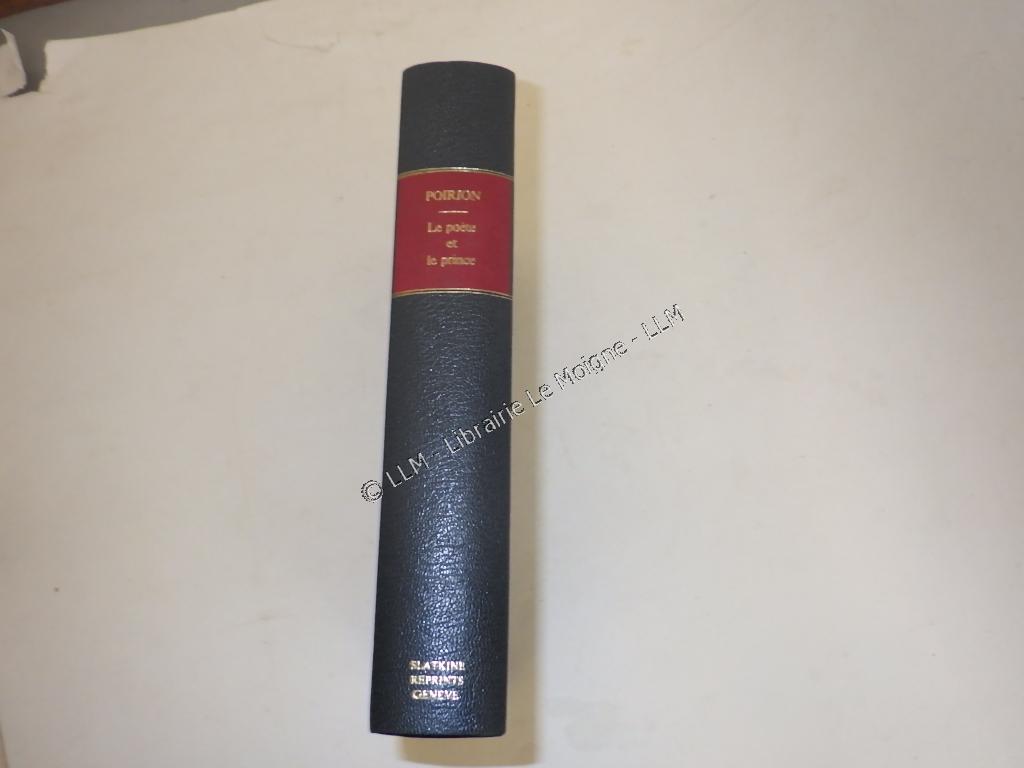 POIRION
Le poète
et
le prince
© LLM - Librairie Le Moigne - LLM
SLATKINE
REPRINTS
GENEVE